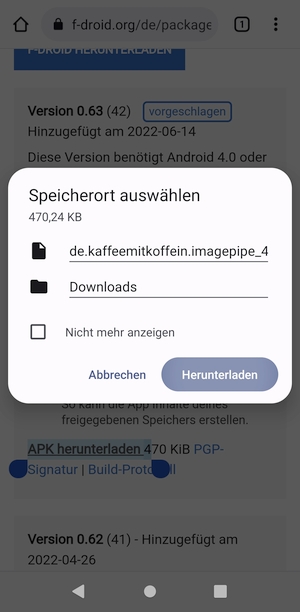 f-droid.org/de/package
1
F-DROID HERUNTERLADEN
Version 0.63 (42) vorgeschlagen
Hinzugefügt am 2022-06-14
Diese Version benötigt Android 4.0 oder
Speicherort auswählen
470,24 KB
de.kaffeemitkoffein.imagepipe_4
Downloads
Nicht mehr anzeigen
Abbrechen
Herunterladen
So kann die App Inhalte deines
freigegebenen Speichers erstellen.
APK herunterladen 470 KiB PGP-
Signatur | Build-Protokoll
Version 0.62 (41) - Hinzugefügt am
2022-04-26